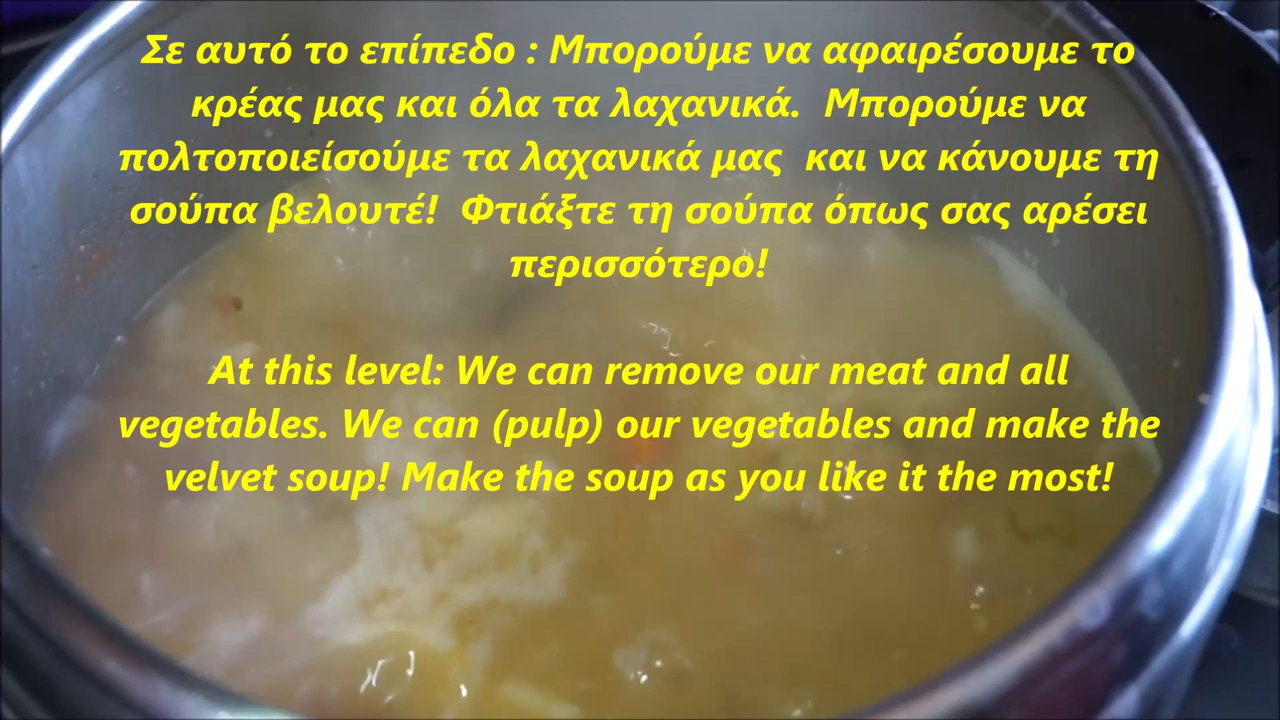 Σε αυτό το επίπεδο : Μπορούμε να αφαιρέσουμε το
κρέας μας και όλα τα λαχανικά.  Μπορούμε να
πολτοποιείσούμε τα λαχανικά μας  και να κάνουμε τη
σούπα βελουτέ!  Φτιάξτε τη σούπα όπως σας αρέσει
περισσότερο!
At this level: We can remove our meat and all
vegetables. We can (pulp) our vegetables and make the
velvet soup! Make the soup as you like it the most!